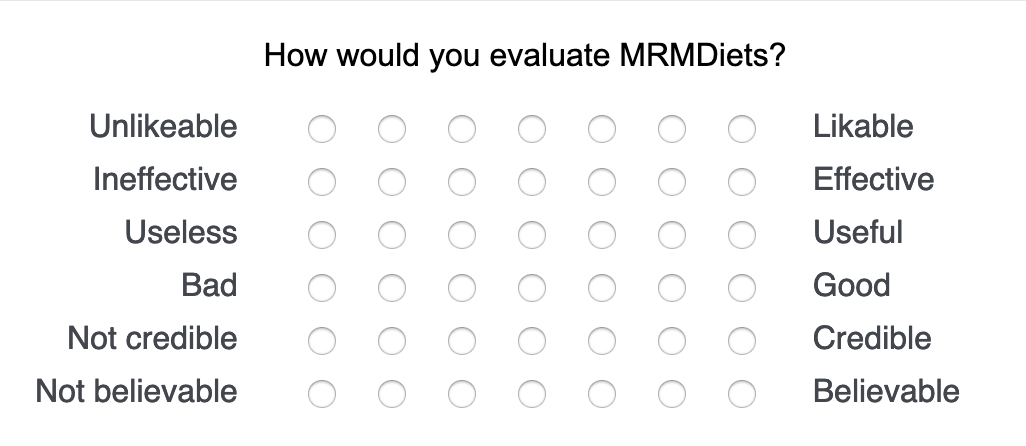 How would you evaluate MRMDiets?
Unlikeable Likable
Ineffective Effective
Useless Useful
Bad Good
Not credible Credible
Not believable Believable